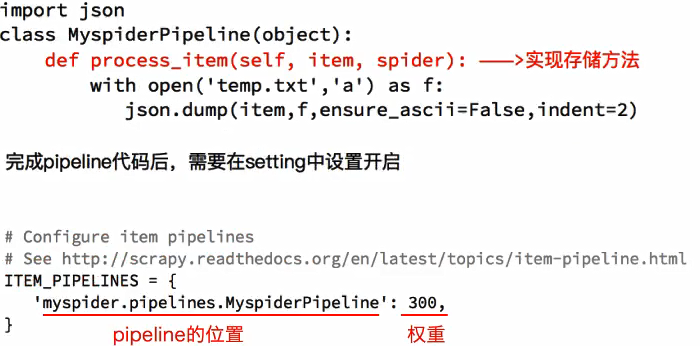 import json
class MyspiderPipeline(object):
def process_item(self, item, spider): --->实现存储方法
with open('temp.txt','a') as f:
json.dump(item,f,ensure_ascii=False,indent=2)
完成pipeline代码后，需要在setting中设置开启
# Configure item pipelines
# See http://scrapy.readthedocs.org/en/latest/topics/item-pipeline.html
ITEM_PIPELINES = {
'myspider.pipelines.MyspiderPipeline': 300,
}
pipeline的位置 权重